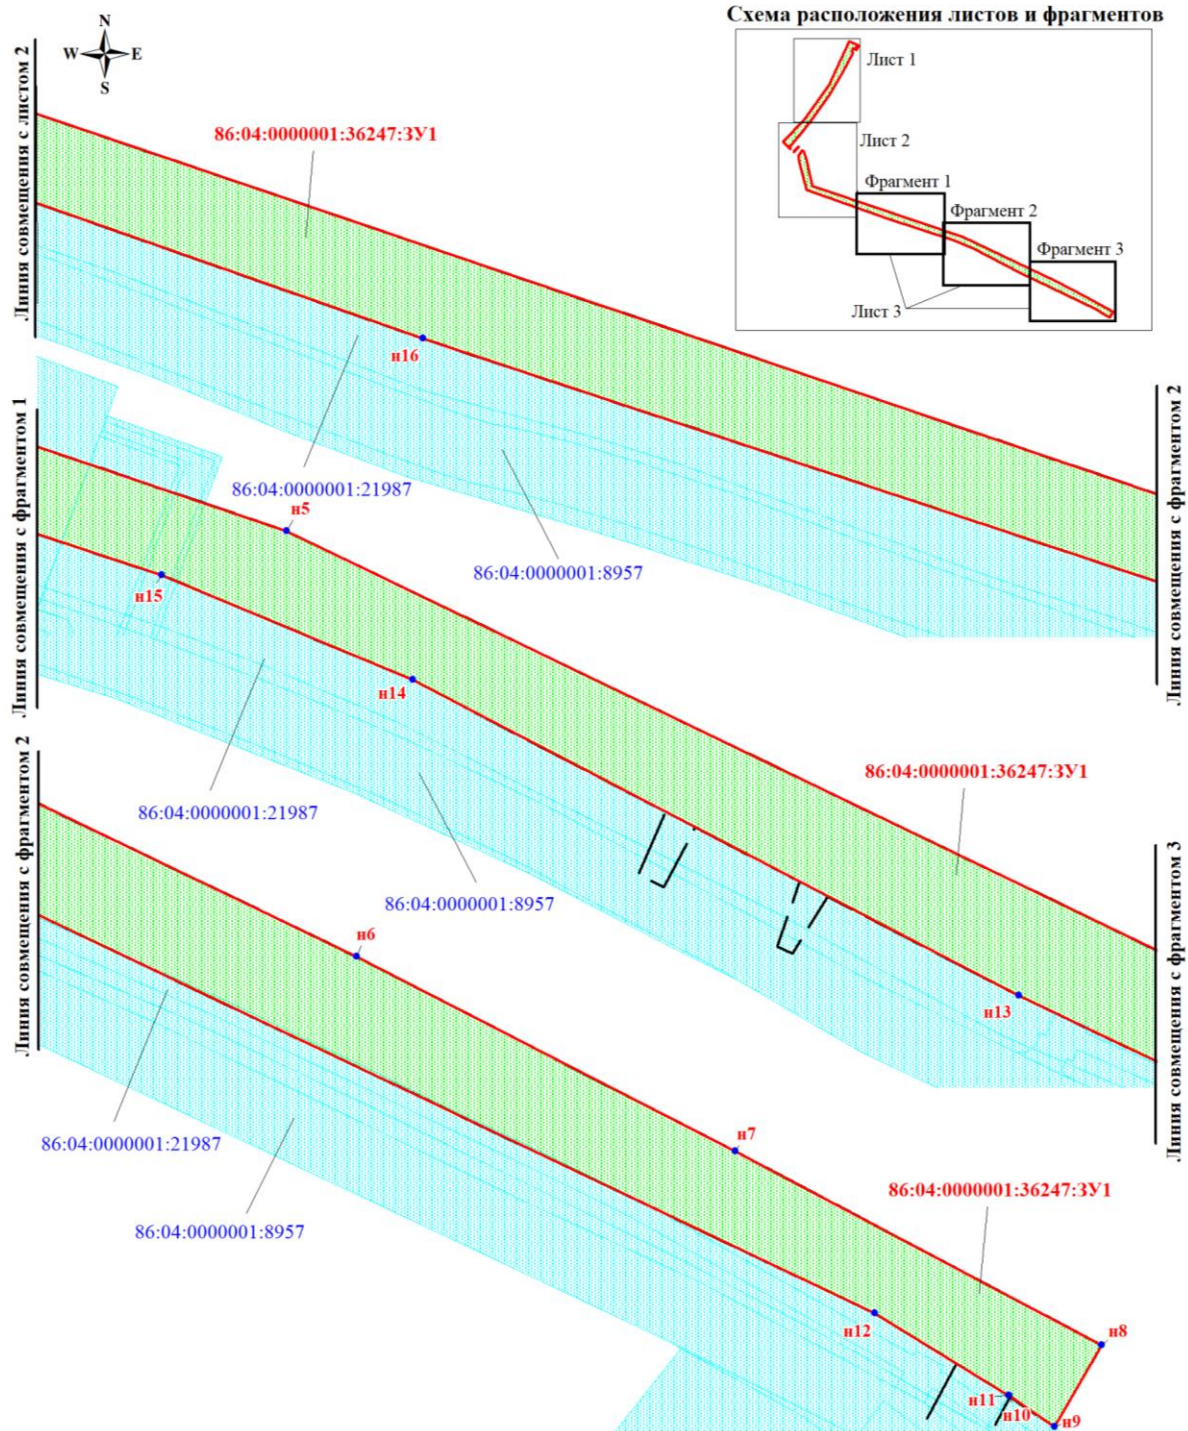 Схема расположения листов и фрагментов
N
W
E
S
Лист 1
Лист 2
Фрагмент 1
Фрагмент 2
Фрагмент 3
Лист 3
Линия совмещения с листом 2
86:04:0000001:36247:ЗУ1
н16
86:04:0000001:21987
86:04:0000001:8957
Линия совмещения с фрагментом 2
Линия совмещения с фрагментом 1
н5
н15
н14
86:04:0000001:36247:ЗУ1
86:04:0000001:21987
86:04:0000001:8957
н13
Линия совмещения с фрагментом 3
Линия совмещения с фрагментом 2
н6
н7
86:04:0000001:21987
86:04:0000001:36247:ЗУ1
86:04:0000001:8957
н12
н8
н11
н10
н9